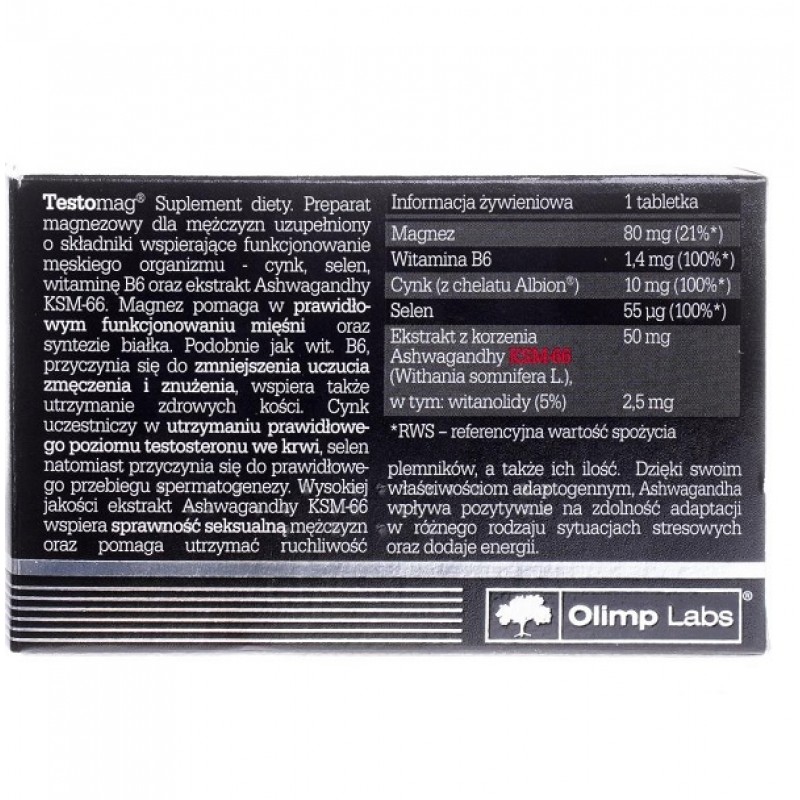 Testomag® Suplement diety. Preparat
magnezowy dla mężczyzn uzupełniony
o składniki wspierające funkcjonowanie
męskiego organizmu - cynk, selen,
witaminę B6 oraz ekstrakt Ashwagandhy
KSM-66. Magnez pomaga w prawidło-
wym funkcjonowaniu mięśni oraz
syntezie białka. Podobnie jak wit. B6,
przyczynia się do zmniejszenia uczucia
zmęczenia i znużenia, wspiera także
utrzymanie zdrowych kości. Cynk
uczestniczy w utrzymaniu prawidłowe-
go poziomu testosteronu we krwi, selen
natomiast przyczynia się do prawidłowe-
go przebiegu spermatogenezy. Wysokiej
jakości ekstrakt Ashwagandhy KSM-66
wspiera sprawność seksualną mężczyzn
oraz pomaga utrzymać ruchliwość
Informacja żywieniowa 1 tabletka
Magnez 80 mg (21%*)
Witamina B6 1,4 mg (100%*)
Cynk (z chelatu Albion®) 10 mg (100%*)
Selen 55 µg (100%*)
Ekstrakt z korzenia 50 mg
Ashwagandhy KSM-66
(Withania somnifera L.),
w tym: witanolidy (5%) 2,5 mg
*RWS – referencyjna wartość spożycia
plemników, a także ich ilość. Dzięki swoim
właściwościom adaptogennym, Ashwagandha
wpływa pozytywnie na zdolność adaptacji
w różnego rodzaju sytuacjach stresowych
oraz dodaje energii.
Olimp Labs®